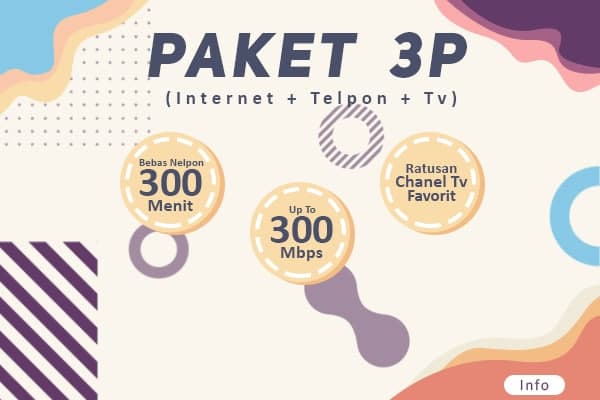 PAKET 3P
(Internet + Telpon + Tv)
Bebas Nelpon
300
Menit
Up To
300
Mbps
Ratusan
Chanel Tv
Favorit
Info